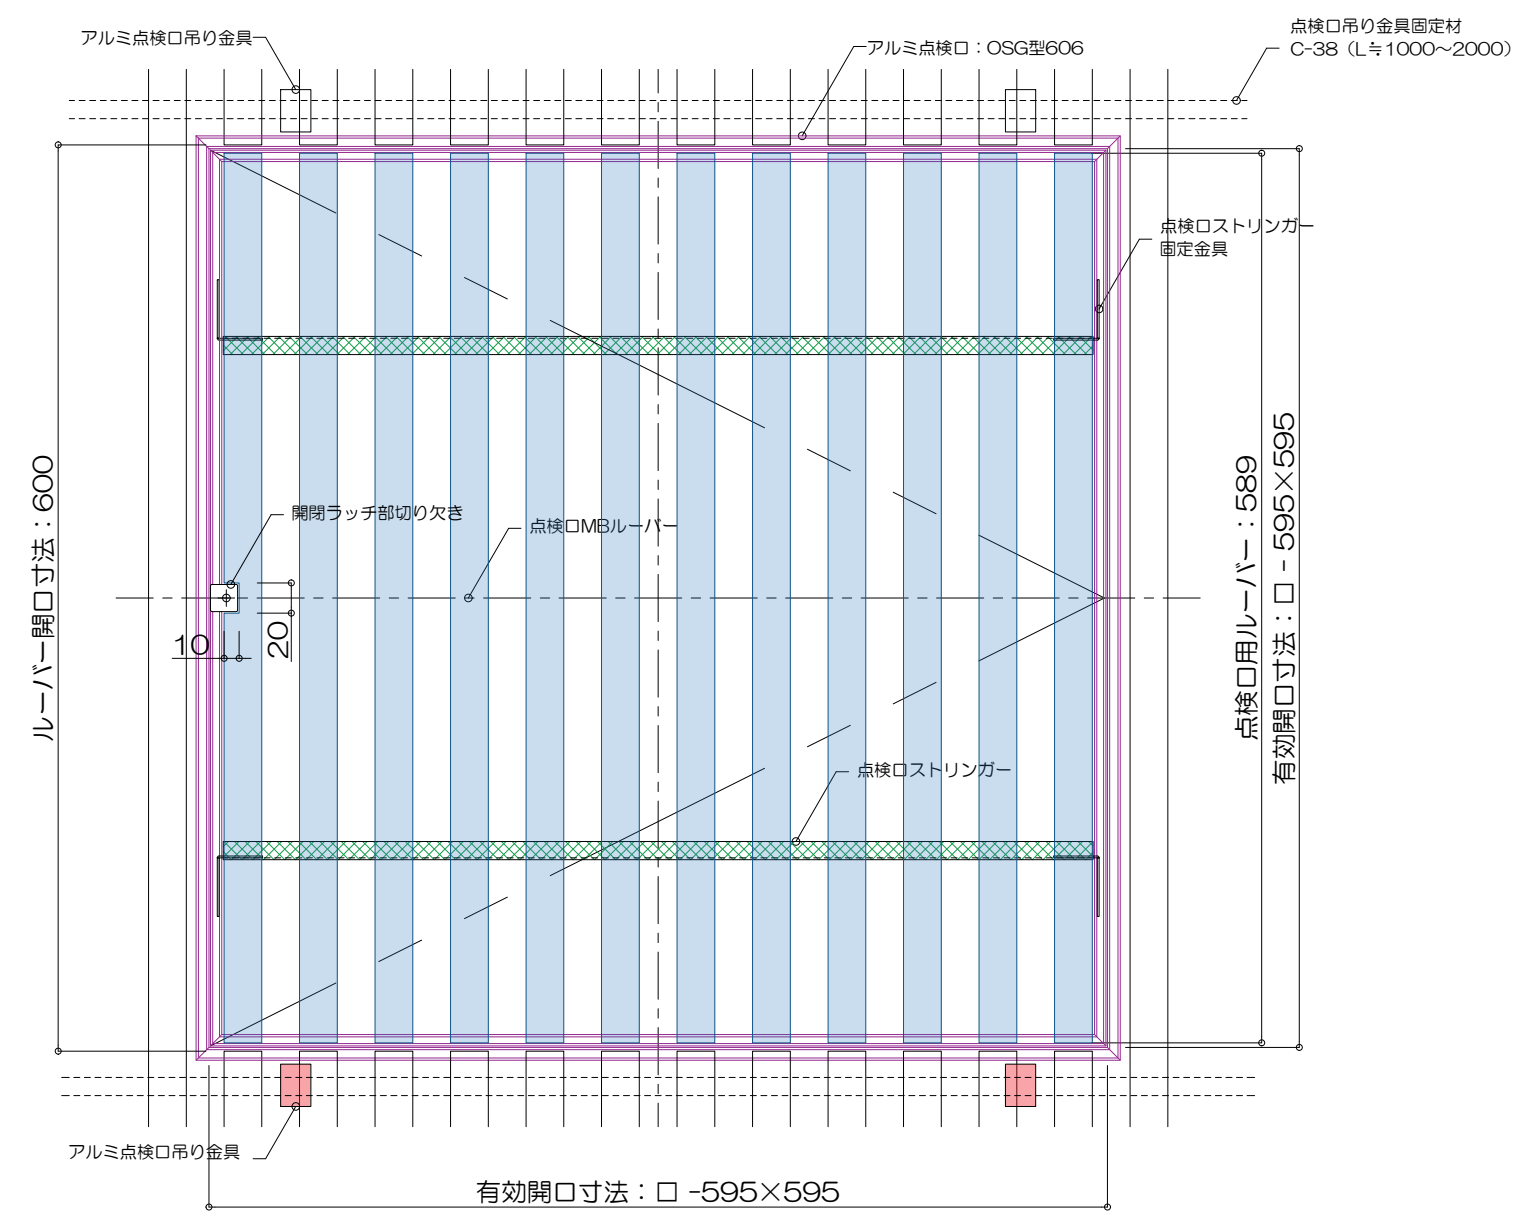 アルミ点検口吊り金具
アルミ点検口：OSG型606
点検口吊り金具固定材
C-38（L≒1000～2000）
点検口ストリンガー
固定金具
ルーバー開口寸法：600
開閉ラッチ部切り欠き
点検口MBルーバー
10
20
点検口用ルーバー：589
有効開口寸法：□ - 595×595
点検口ストリンガー
アルミ点検口吊り金具
有効開口寸法：□ -595×595